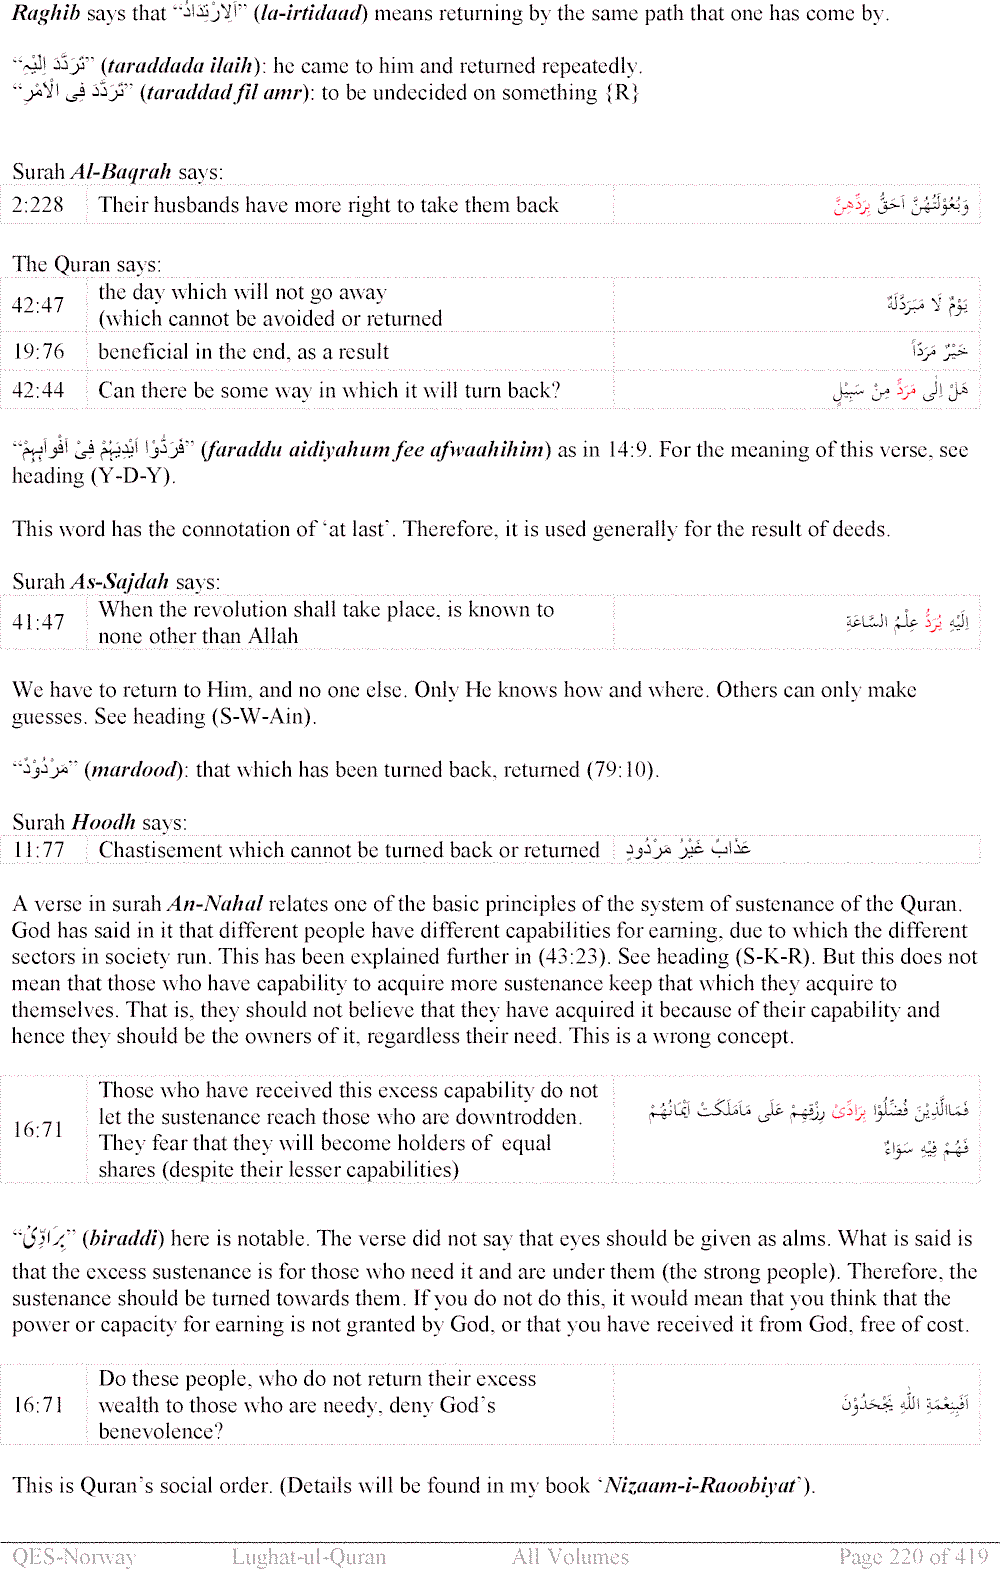 Raghib says that “اَلِارْتِدَادُ” (la-irtidaad) means returning by the same path that one has come by.
“تَرَدَّدَ اِلَيْہِ” (taraddada ilaih): he came to him and returned repeatedly.
“تَرَدَّدَ فِی الْاَمْرِ” (taraddad fil amr): to be undecided on something {R}
Surah Al-Baqrah says:
2:228 Their husbands have more right to take them back وَبُعُوْلَتُهُنَّ اَحَقُّ بِرَدِّهِنَّ
The Quran says:
42:47 the day which will not go away يَوْمٌ لَا مَبَرَدَّلَهٗ
(which cannot be avoided or returned
19:76 beneficial in the end, as a result خَيْرٌ مَرَدّاً
42:44 Can there be some way in which it will turn back? هَلْ اِلٰى مَرَدٍّ مِنْ سَبِيْلٍ
“فَرَدُّوْا اَيْدِيَہُمْ فِیْ اَفْوَاہِہِمْ” (faraddu aidiyahum fee afwaahihim) as in 14:9. For the meaning of this verse, see
heading (Y-D-Y).
This word has the connotation of ‘at last’. Therefore, it is used generally for the result of deeds.
Surah As-Sajdah says:
41:47 When the revolution shall take place, is known to اِلَيْهِ يُرَدُّ عِلْمُ السَّاعَةِ
none other than Allah
We have to return to Him, and no one else. Only He knows how and where. Others can only make
guesses. See heading (S-W-Ain).
“مَرْدُوْدٌ” (mardood): that which has been turned back, returned (79:10).
Surah Hoodh says:
11:77 Chastisement which cannot be turned back or returned عَذَابٌ غَيْرُ مَرْدُودٍ
A verse in surah An-Nahal relates one of the basic principles of the system of sustenance of the Quran.
God has said in it that different people have different capabilities for earning, due to which the different
sectors in society run. This has been explained further in (43:23). See heading (S-K-R). But this does not
mean that those who have capability to acquire more sustenance keep that which they acquire to
themselves. That is, they should not believe that they have acquired it because of their capability and
hence they should be the owners of it, regardless their need. This is a wrong concept.
16:71 Those who have received this excess capability do not فَمَاالَّذِيْنَ فُضِّلُوْا بِرَادِّىْ رِزْقِهِمْ عَلٰى مَامَلَكَتْ اَيْمَانُهُمْ
let the sustenance reach those who are downtrodden.
They fear that they will become holders of equal فَهُمْ فِيْهِ سَوَاءٌ
shares (despite their lesser capabilities)
“بِرَادِّیْ” (biraddi) here is notable. The verse did not say that eyes should be given as alms. What is said is
that the excess sustenance is for those who need it and are under them (the strong people). Therefore, the
sustenance should be turned towards them. If you do not do this, it would mean that you think that the
power or capacity for earning is not granted by God, or that you have received it from God, free of cost.
16:71 Do these people, who do not return their excess اَفَبِنِعْمَةِ اللّٰهِ يَجْحَدُوْنَ
wealth to those who are needy, deny God’s
benevolence?
This is Quran’s social order. (Details will be found in my book ‘Nizaam-i-Raoobiyat’).
QES-Norway Lughat-ul-Quran All Volumes Page 220 of 419